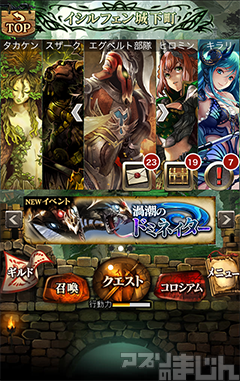 TOP
イシルフェン城下町
タカケン スザーク エグベルト部隊 ヒロミン キラリ
23
19
7
NEWイベント
渦潮の
ドミネイター
ギルド
召喚
クエスト
コロシアム
メニュー
行動力
アズールの
まじん